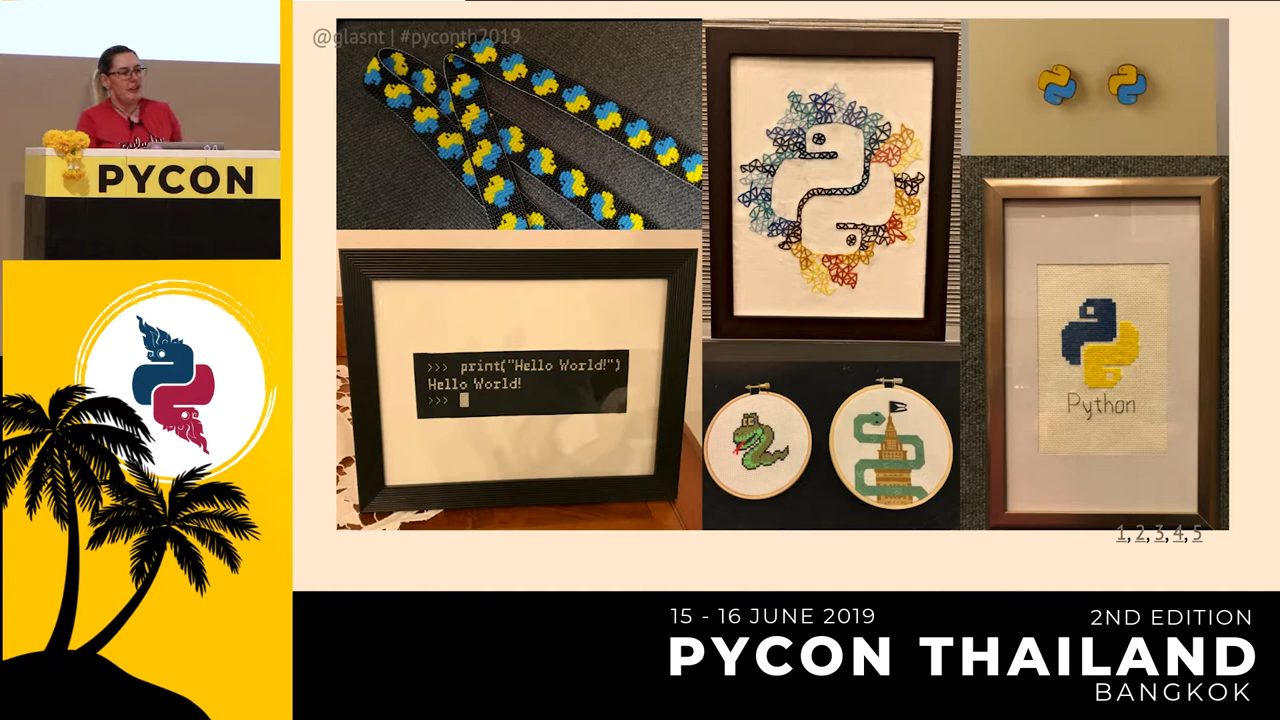 @glasnt | #pyconth2019
PYCON
>>> print("Hello World!")
Hello World!
>>>
Python
1, 2, 3, 4, 5
15 - 16 JUNE 2019
2ND EDITION
PYCON THAILAND
BANGKOK